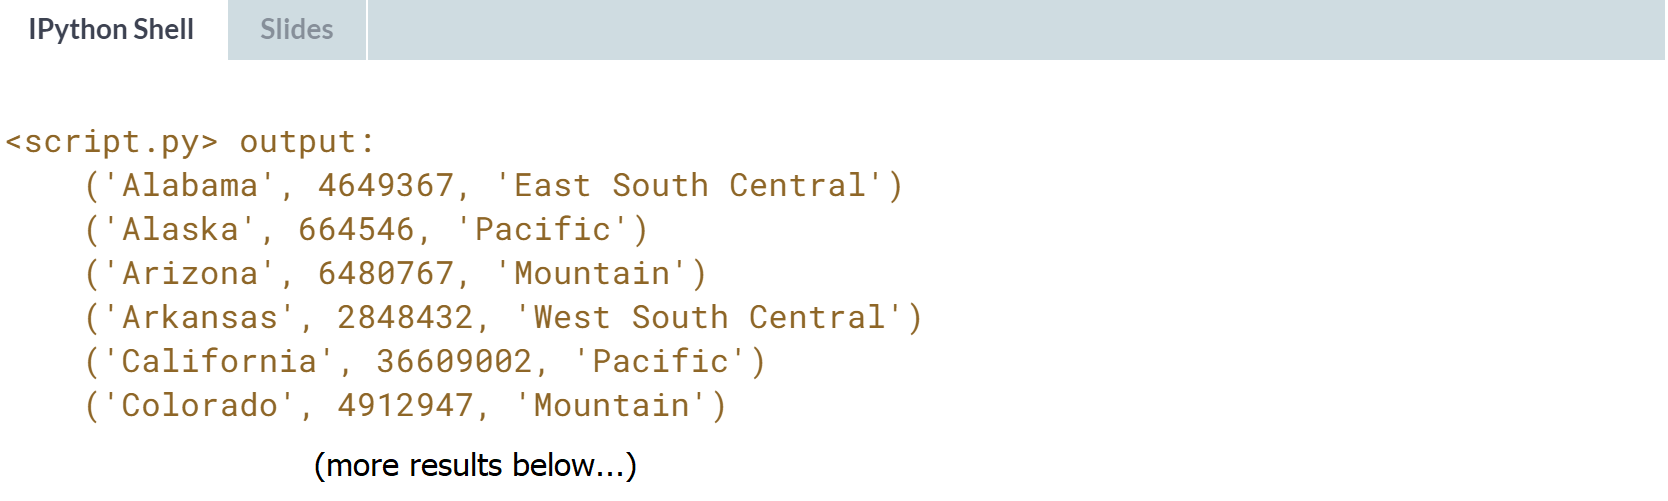 IPython Shell Slides
<script.py> output:
('Alabama', 4649367, 'East South Central')
('Alaska', 664546, 'Pacific')
('Arizona', 6480767, 'Mountain')
('Arkansas', 2848432, 'West South Central')
('California', 36609002, 'Pacific')
('Colorado', 4912947, 'Mountain')
(more results below...)